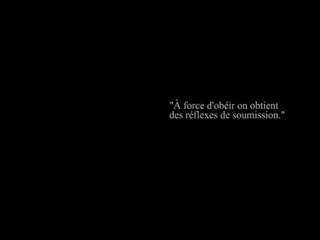 "À force d'obéir on obtient
des réflexes de soumission."